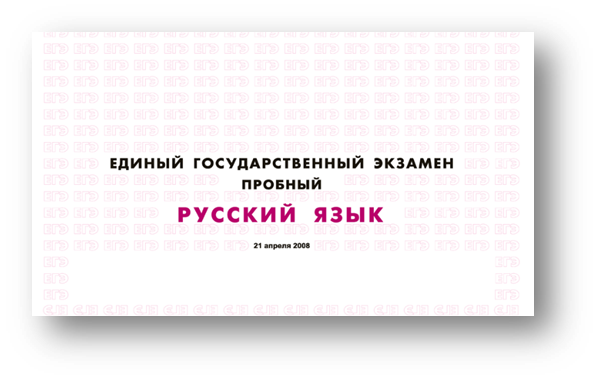 ЕДИНЫЙ ГОСУДАРСТВЕННЫЙ ЭКЗАМЕН
ПРОБНЫЙ
РУССКИЙ ЯЗЫК
21 апреля 2008